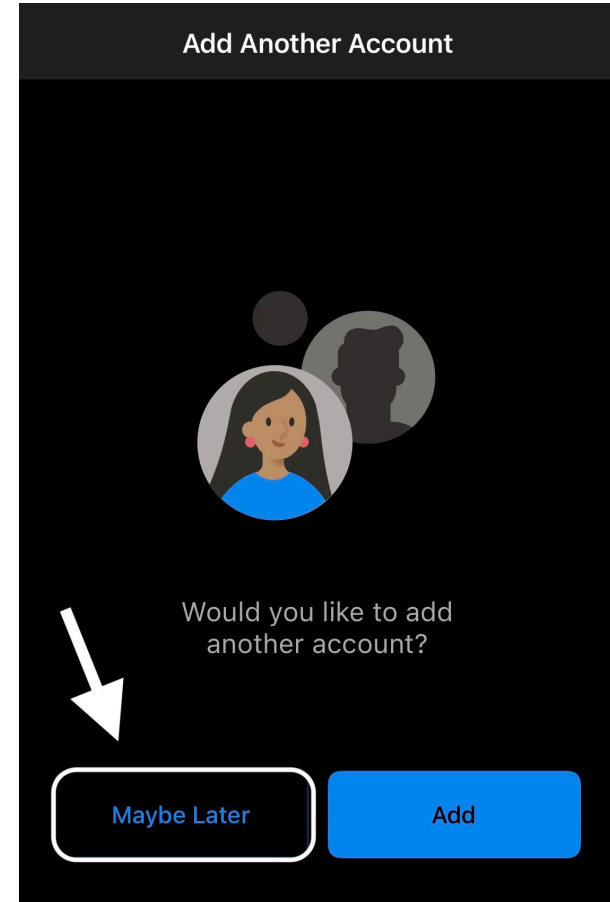 Add Another Account
Would you like to add
another account?
Maybe Later
Add